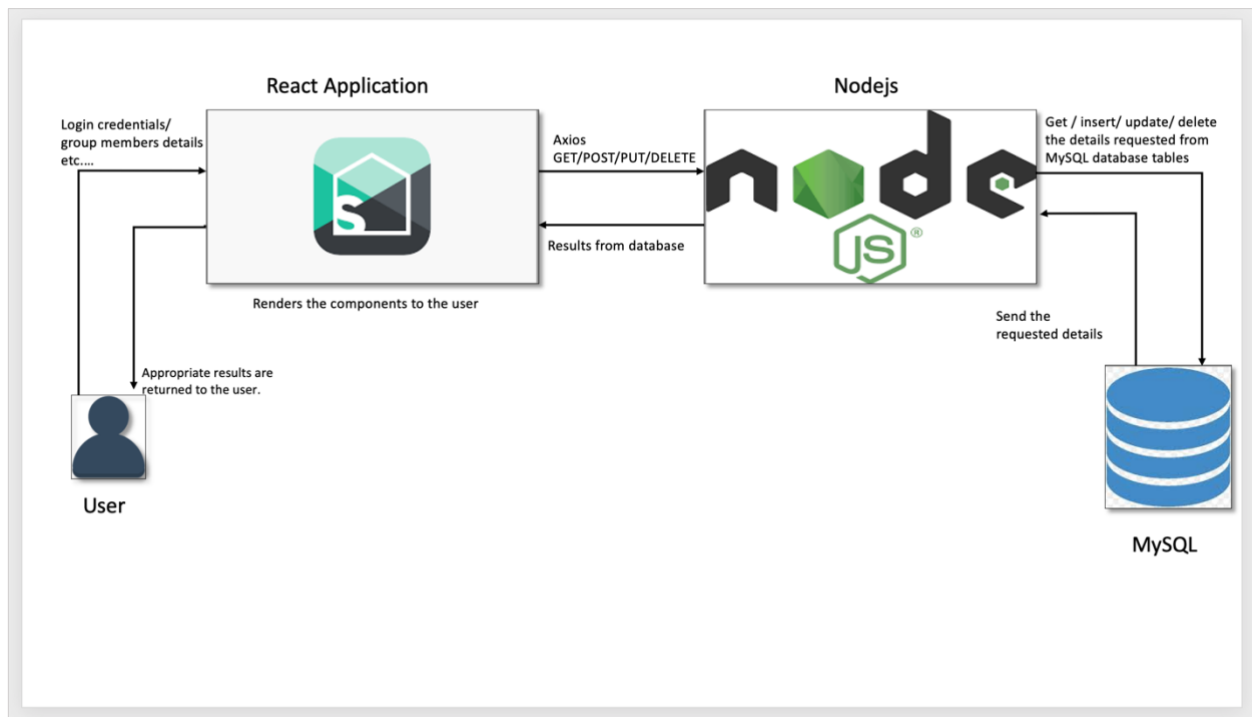 React Application
Nodejs
Login credentials/
group members details
etc....
Axios
GET/POST/PUT/DELETE
Get / insert/ update/ delete
the details requested from
MySQL database tables
S
node
JS®
Results from database
Renders the components to the user
Send the
requested details
Appropriate results are
returned to the user.
User
MySQL